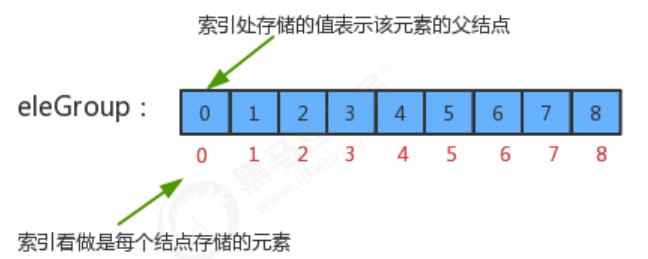 索引处存储的值表示该元素的父结点
eleGroup：
0 1 2 3 4 5 6 7 8
0 1 2 3 4 5 6 7 8
索引看做是每个结点存储的元素